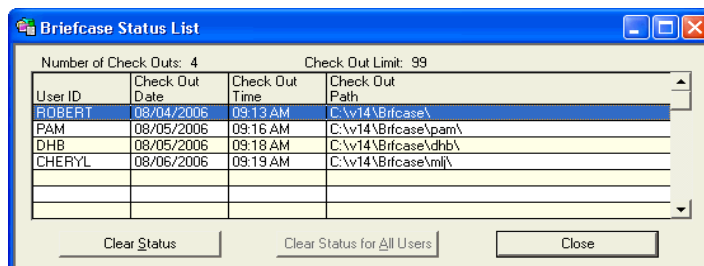 Briefcase Status List
Number of Check Outs: 4 Check Out Limit: 99
User ID Check Out Date Check Out Time Check Out Path
ROBERT 08/04/2006 09:13 AM C:\v14\Brfcase\
PAM 08/05/2006 09:16 AM C:\v14\Brfcase\pam\
DHB 08/05/2006 09:18 AM C:\v14\Brfcase\dhb\
CHERYL 08/06/2006 09:19 AM C:\v14\Brfcase\mlj\
Clear Status Clear Status for All Users Close